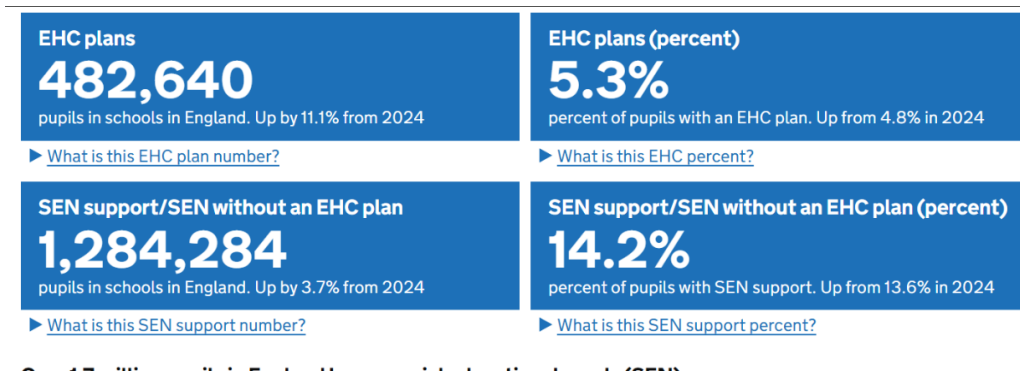 EHC plans
482,640
pupils in schools in England. Up by 11.1% from 2024
What is this EHC plan number?
EHC plans (percent)
5.3%
percent of pupils with an EHC plan. Up from 4.8% in 2024
What is this EHC percent?
SEN support/SEN without an EHC plan
1,284,284
pupils in schools in England. Up by 3.7% from 2024
What is this SEN support number?
SEN support/SEN without an EHC plan (percent)
14.2%
percent of pupils with SEN support. Up from 13.6% in 2024
What is this SEN support percent?